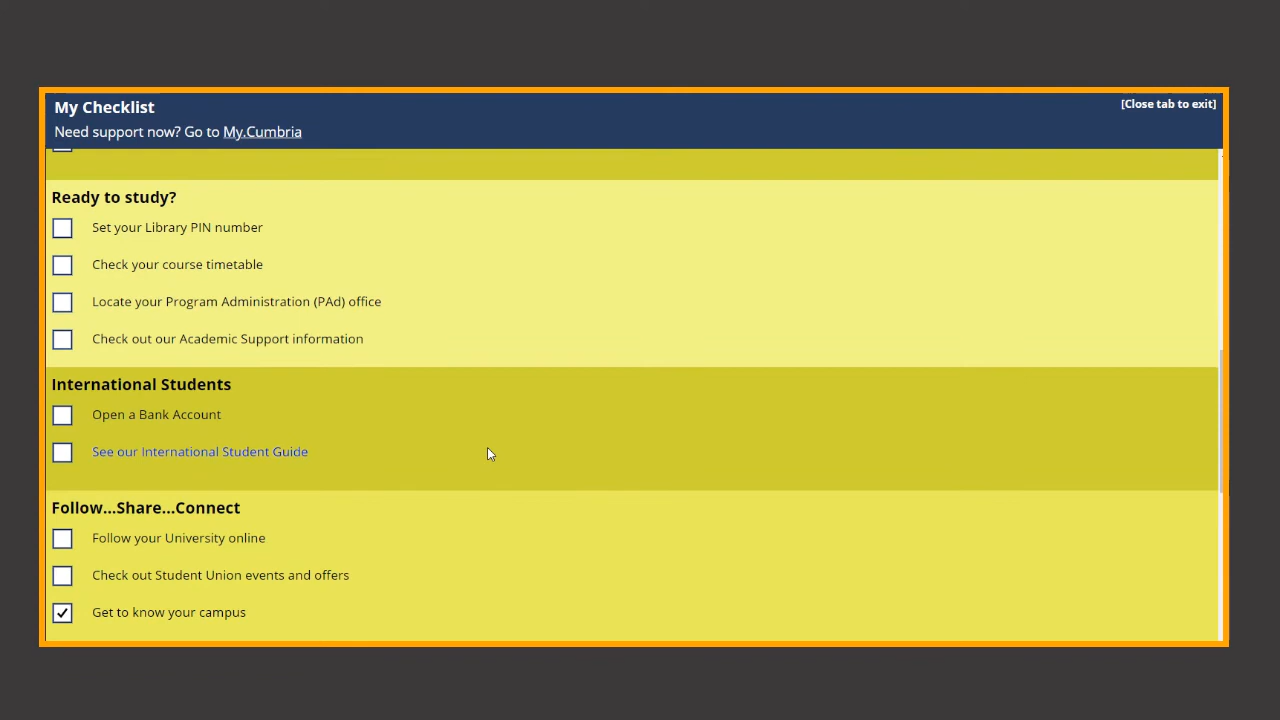 My Checklist
[Close tab to exit]
Need support now? Go to My.Cumbria
Ready to study?
Set your Library PIN number
Check your course timetable
Locate your Program Administration (PAd) office
Check out our Academic Support information
International Students
Open a Bank Account
See our International Student Guide
Follow...Share...Connect
Follow your University online
Check out Student Union events and offers
Get to know your campus